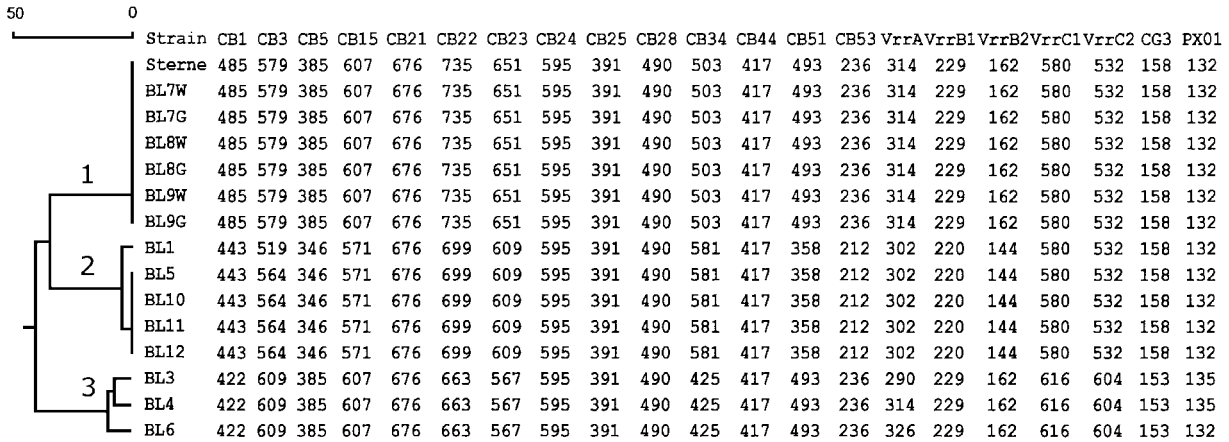 50 0
Strain CB1 CB3 CB5 CB15 CB21 CB22 CB23 CB24 CB25 CB28 CB34 CB44 CB51 CB53 VrrA VrrB1 VrrB2 VrrC1 VrrC2 CG3 PX01
Sterne 485 579 385 607 676 735 651 595 391 490 503 417 493 236 314 229 162 580 532 158 132
BL7W 485 579 385 607 676 735 651 595 391 490 503 417 493 236 314 229 162 580 532 158 132
BL7G 485 579 385 607 676 735 651 595 391 490 503 417 493 236 314 229 162 580 532 158 132
BL8W 485 579 385 607 676 735 651 595 391 490 503 417 493 236 314 229 162 580 532 158 132
1 BL8G 485 579 385 607 676 735 651 595 391 490 503 417 493 236 314 229 162 580 532 158 132
BL9W 485 579 385 607 676 735 651 595 391 490 503 417 493 236 314 229 162 580 532 158 132
BL9G 485 579 385 607 676 735 651 595 391 490 503 417 493 236 314 229 162 580 532 158 132
BL1 443 519 346 571 676 699 609 595 391 490 581 417 358 212 302 220 144 580 532 158 132
2 BL5 443 564 346 571 676 699 609 595 391 490 581 417 358 212 302 220 144 580 532 158 132
BL10 443 564 346 571 676 699 609 595 391 490 581 417 358 212 302 220 144 580 532 158 132
BL11 443 564 346 571 676 699 609 595 391 490 581 417 358 212 302 220 144 580 532 158 132
BL12 443 564 346 571 676 699 609 595 391 490 581 417 358 212 302 220 144 580 532 158 132
3 BL3 422 609 385 607 676 663 567 595 391 490 425 417 493 236 290 229 162 616 604 153 135
BL4 422 609 385 607 676 663 567 595 391 490 425 417 493 236 314 229 162 616 604 153 135
BL6 422 609 385 607 676 663 567 595 391 490 425 417 493 236 326 229 162 616 604 153 132